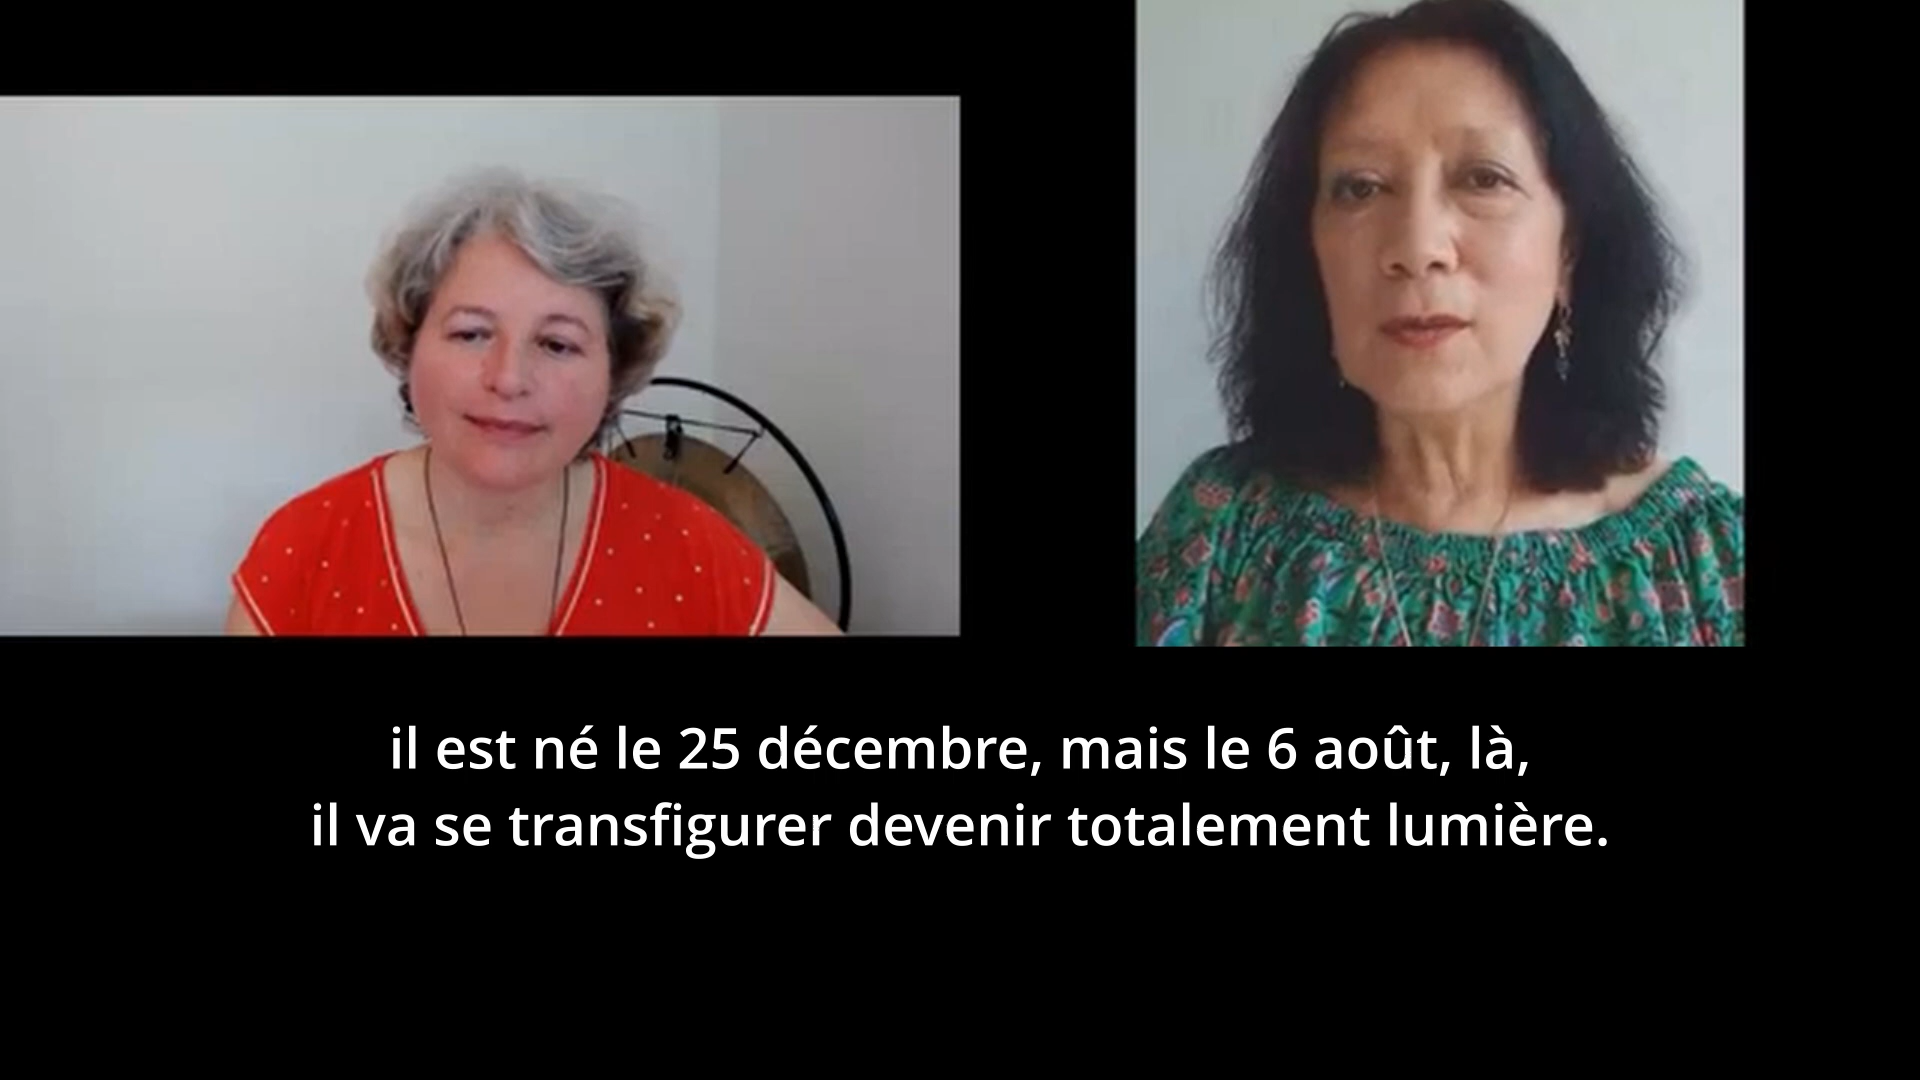 il est né le 25 décembre, mais le 6 août, là,
il va se transfigurer devenir totalement lumière.